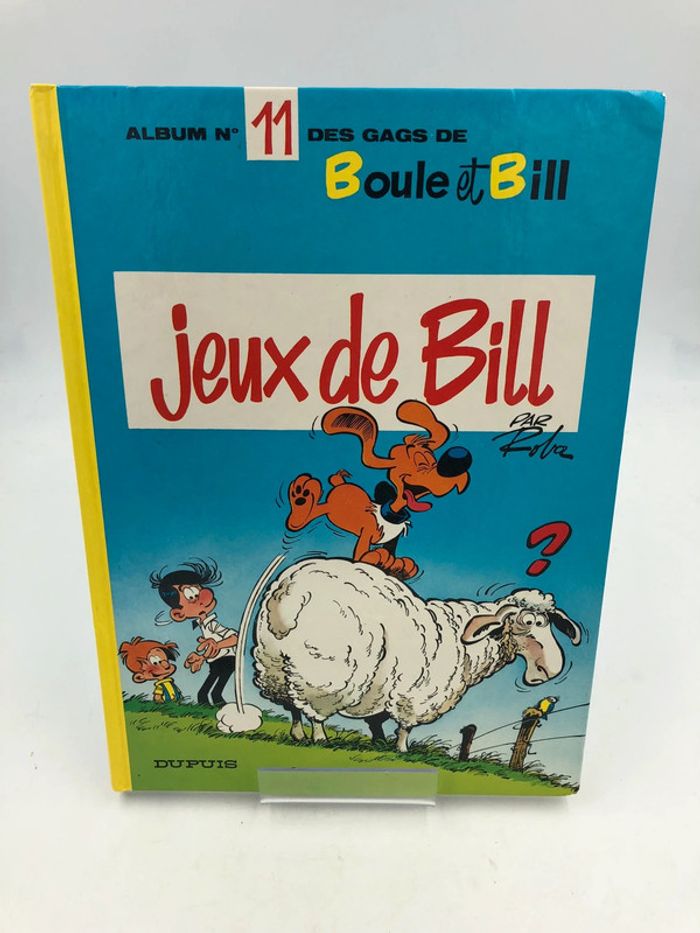 ALBUM N° 11 DES GAGS DE
Boule et Bill
jeux de Bill
PAR
Roba
?
DUPUIS